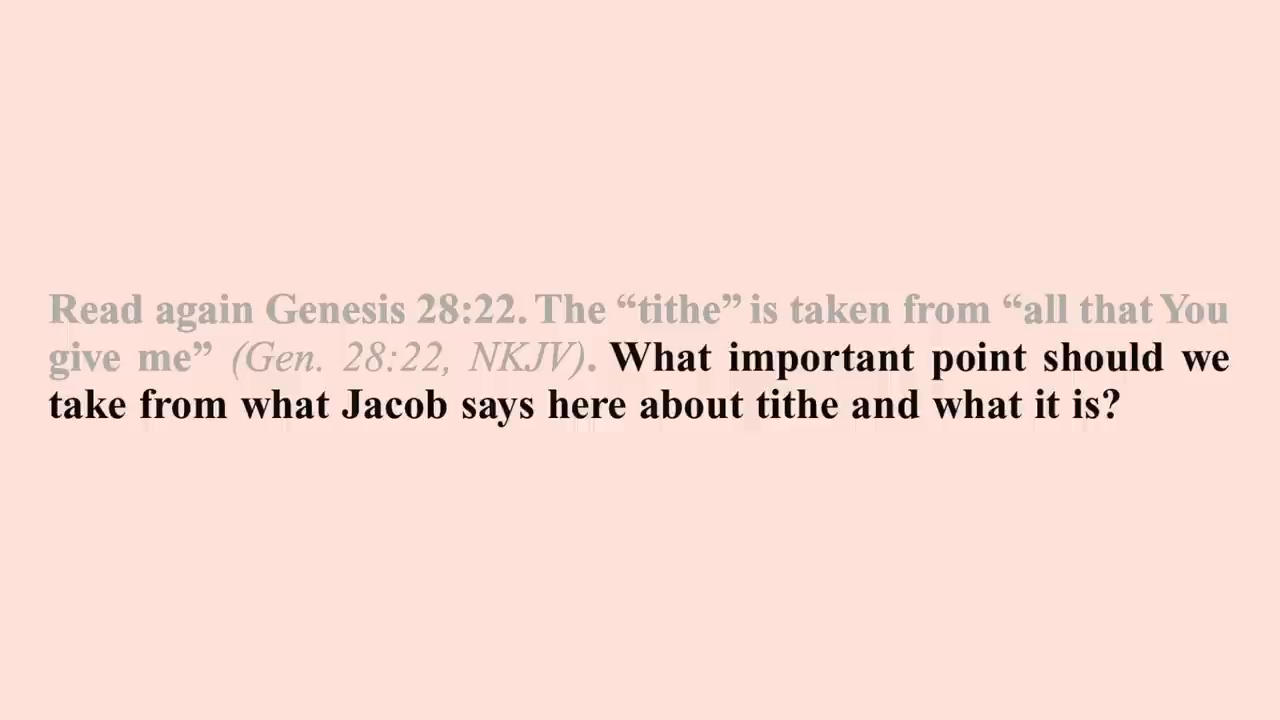 Read again Genesis 28:22. The “tithe” is taken from “all that You
give me” (Gen. 28:22, NKJV). What important point should we
take from what Jacob says here about tithe and what it is?